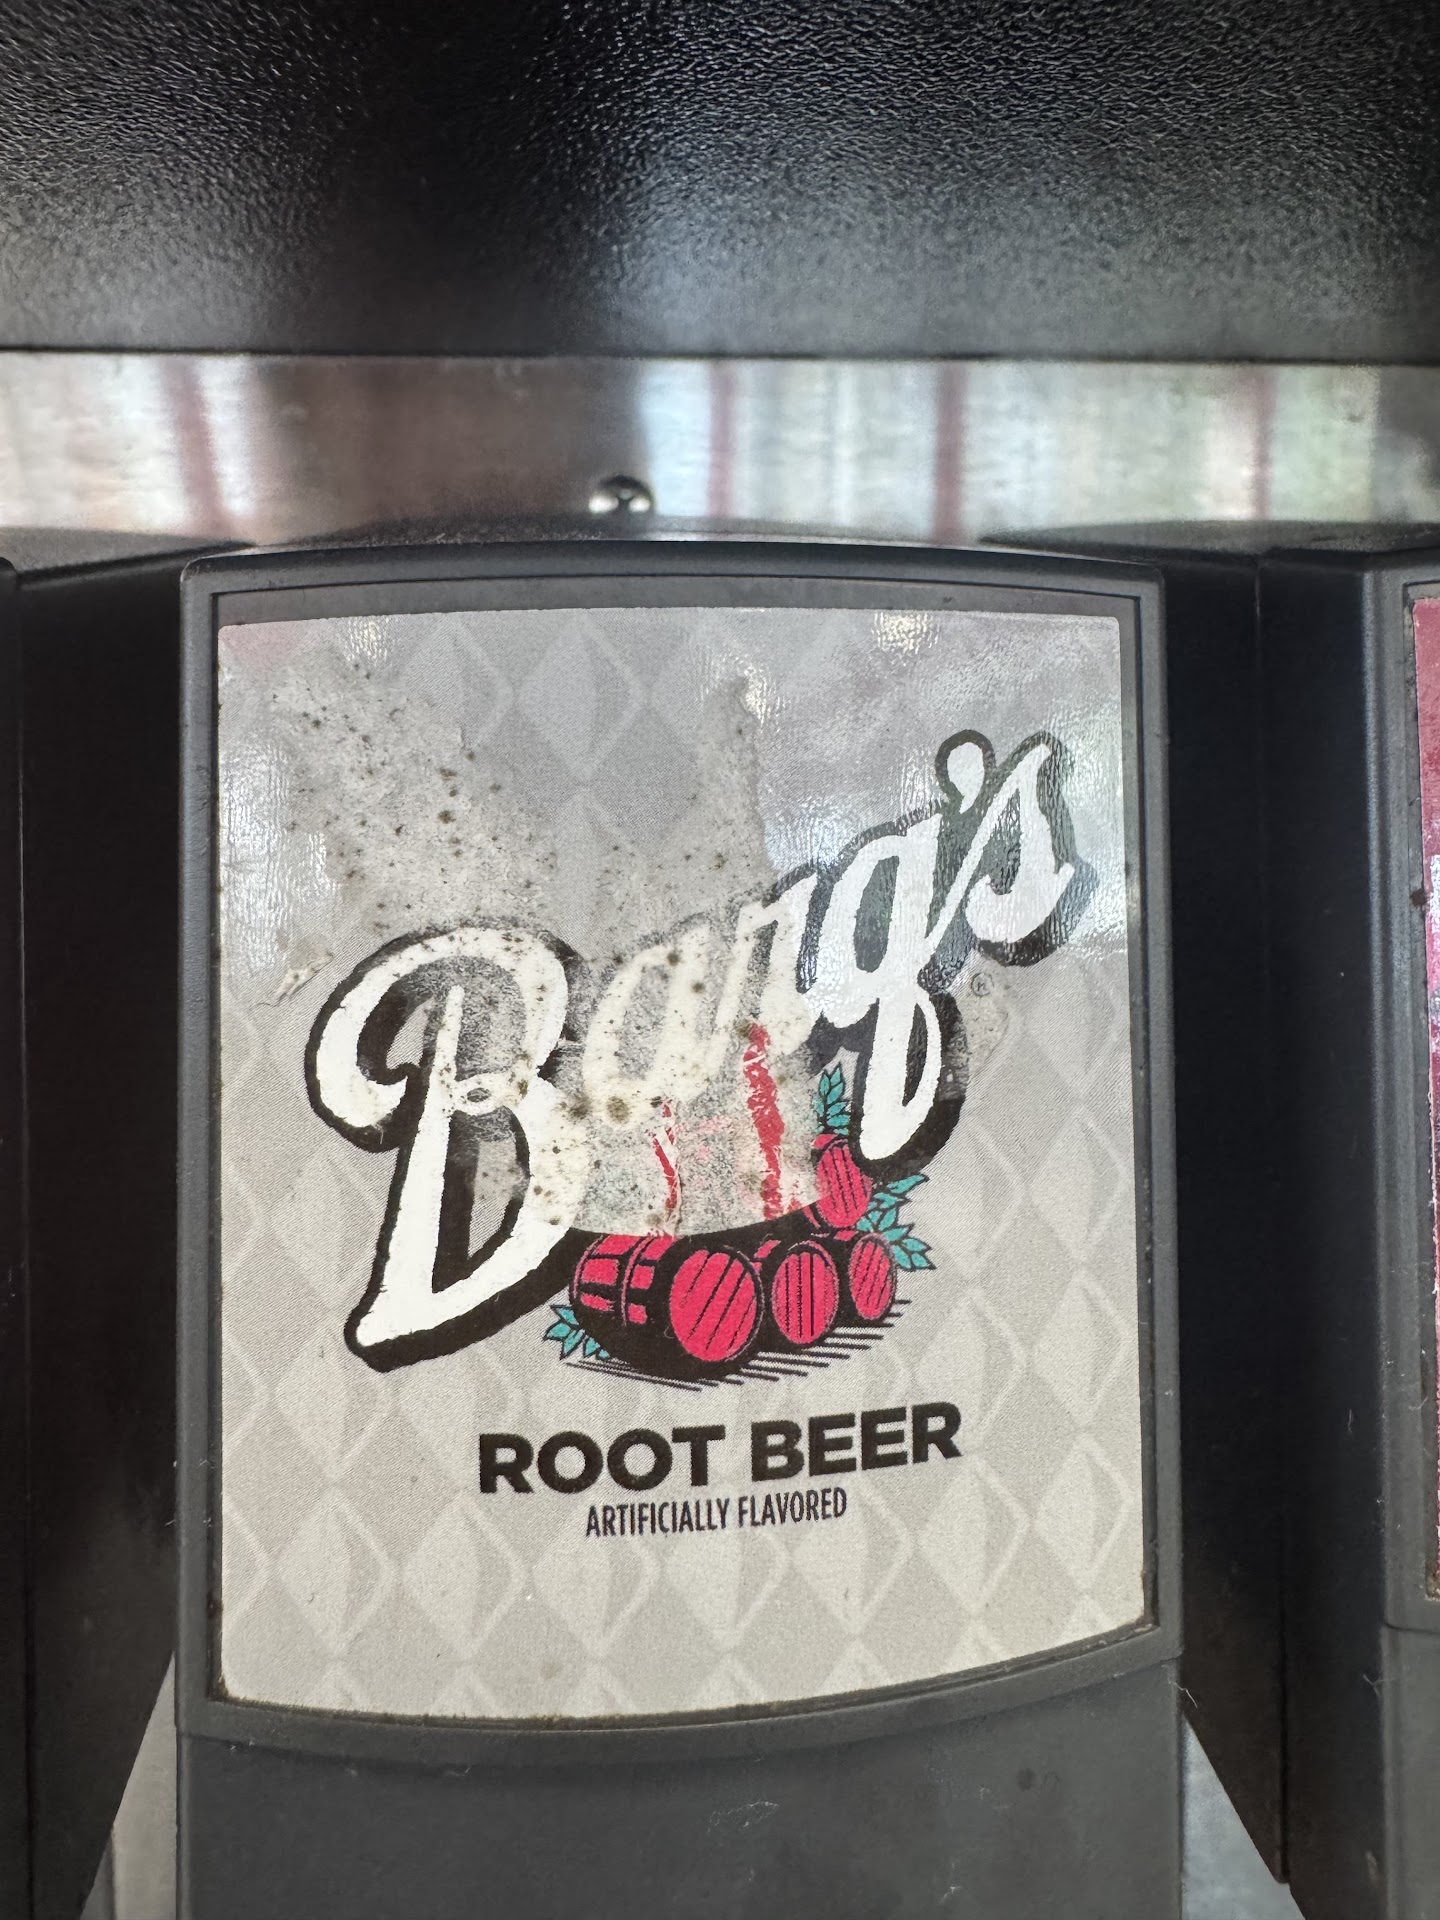 Barq's ®
ROOT BEER
ARTIFICIALLY FLAVORED